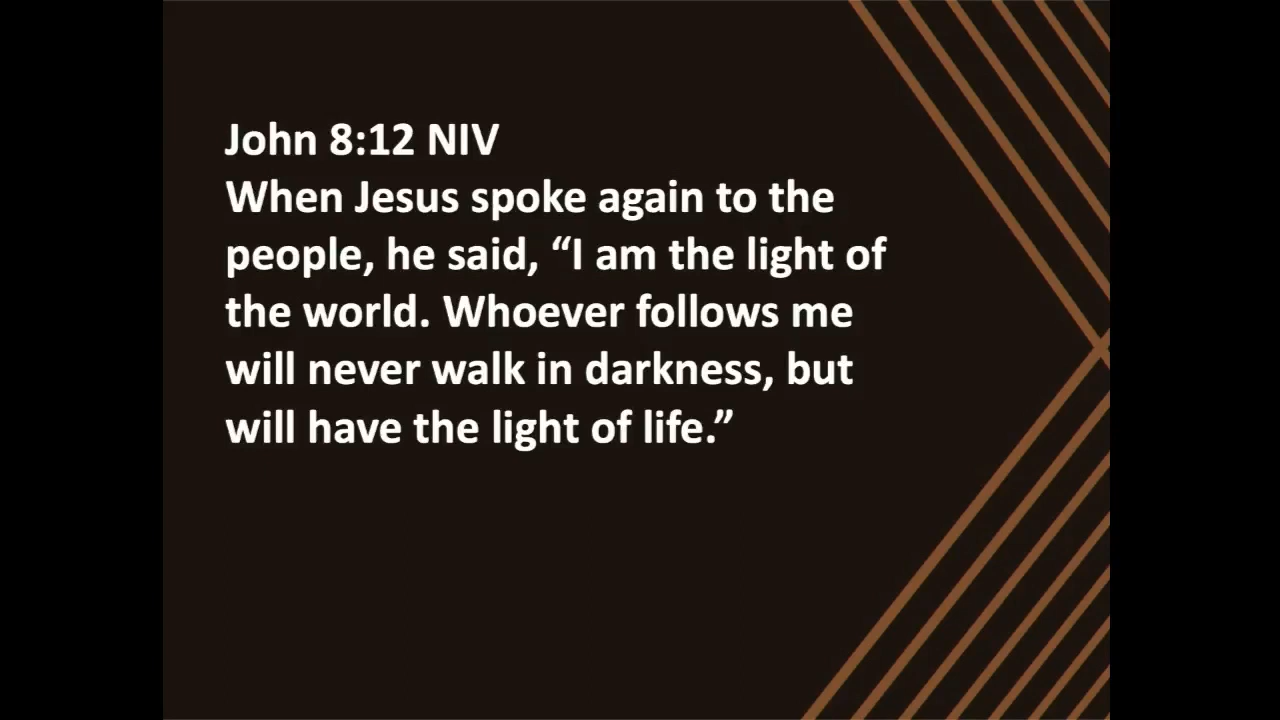 John 8:12 NIV
When Jesus spoke again to the
people, he said, “I am the light of
the world. Whoever follows me
will never walk in darkness, but
will have the light of life.”